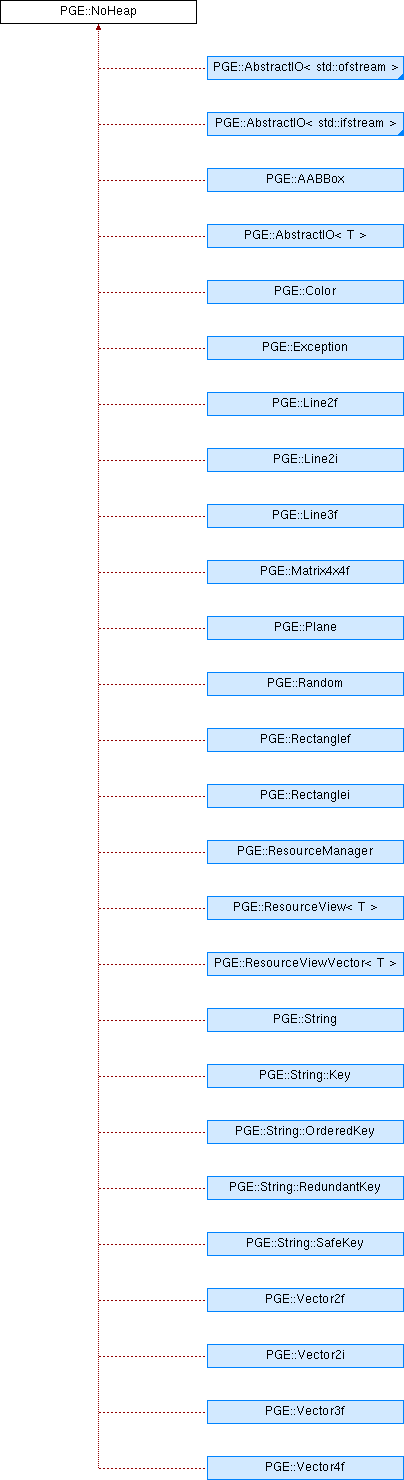 PGE::NoHeap
PGE::AbstractIO< std::ofstream >
PGE::AbstractIO< std::ifstream >
PGE::AABBox
PGE::AbstractIO< T >
PGE::Color
PGE::Exception
PGE::Line2f
PGE::Line2i
PGE::Line3f
PGE::Matrix4x4f
PGE::Plane
PGE::Random
PGE::Rectanglef
PGE::Rectanglei
PGE::ResourceManager
PGE::ResourceView< T >
PGE::ResourceViewVector< T >
PGE::String
PGE::String::Key
PGE::String::OrderedKey
PGE::String::RedundantKey
PGE::String::SafeKey
PGE::Vector2f
PGE::Vector2i
PGE::Vector3f
PGE::Vector4f